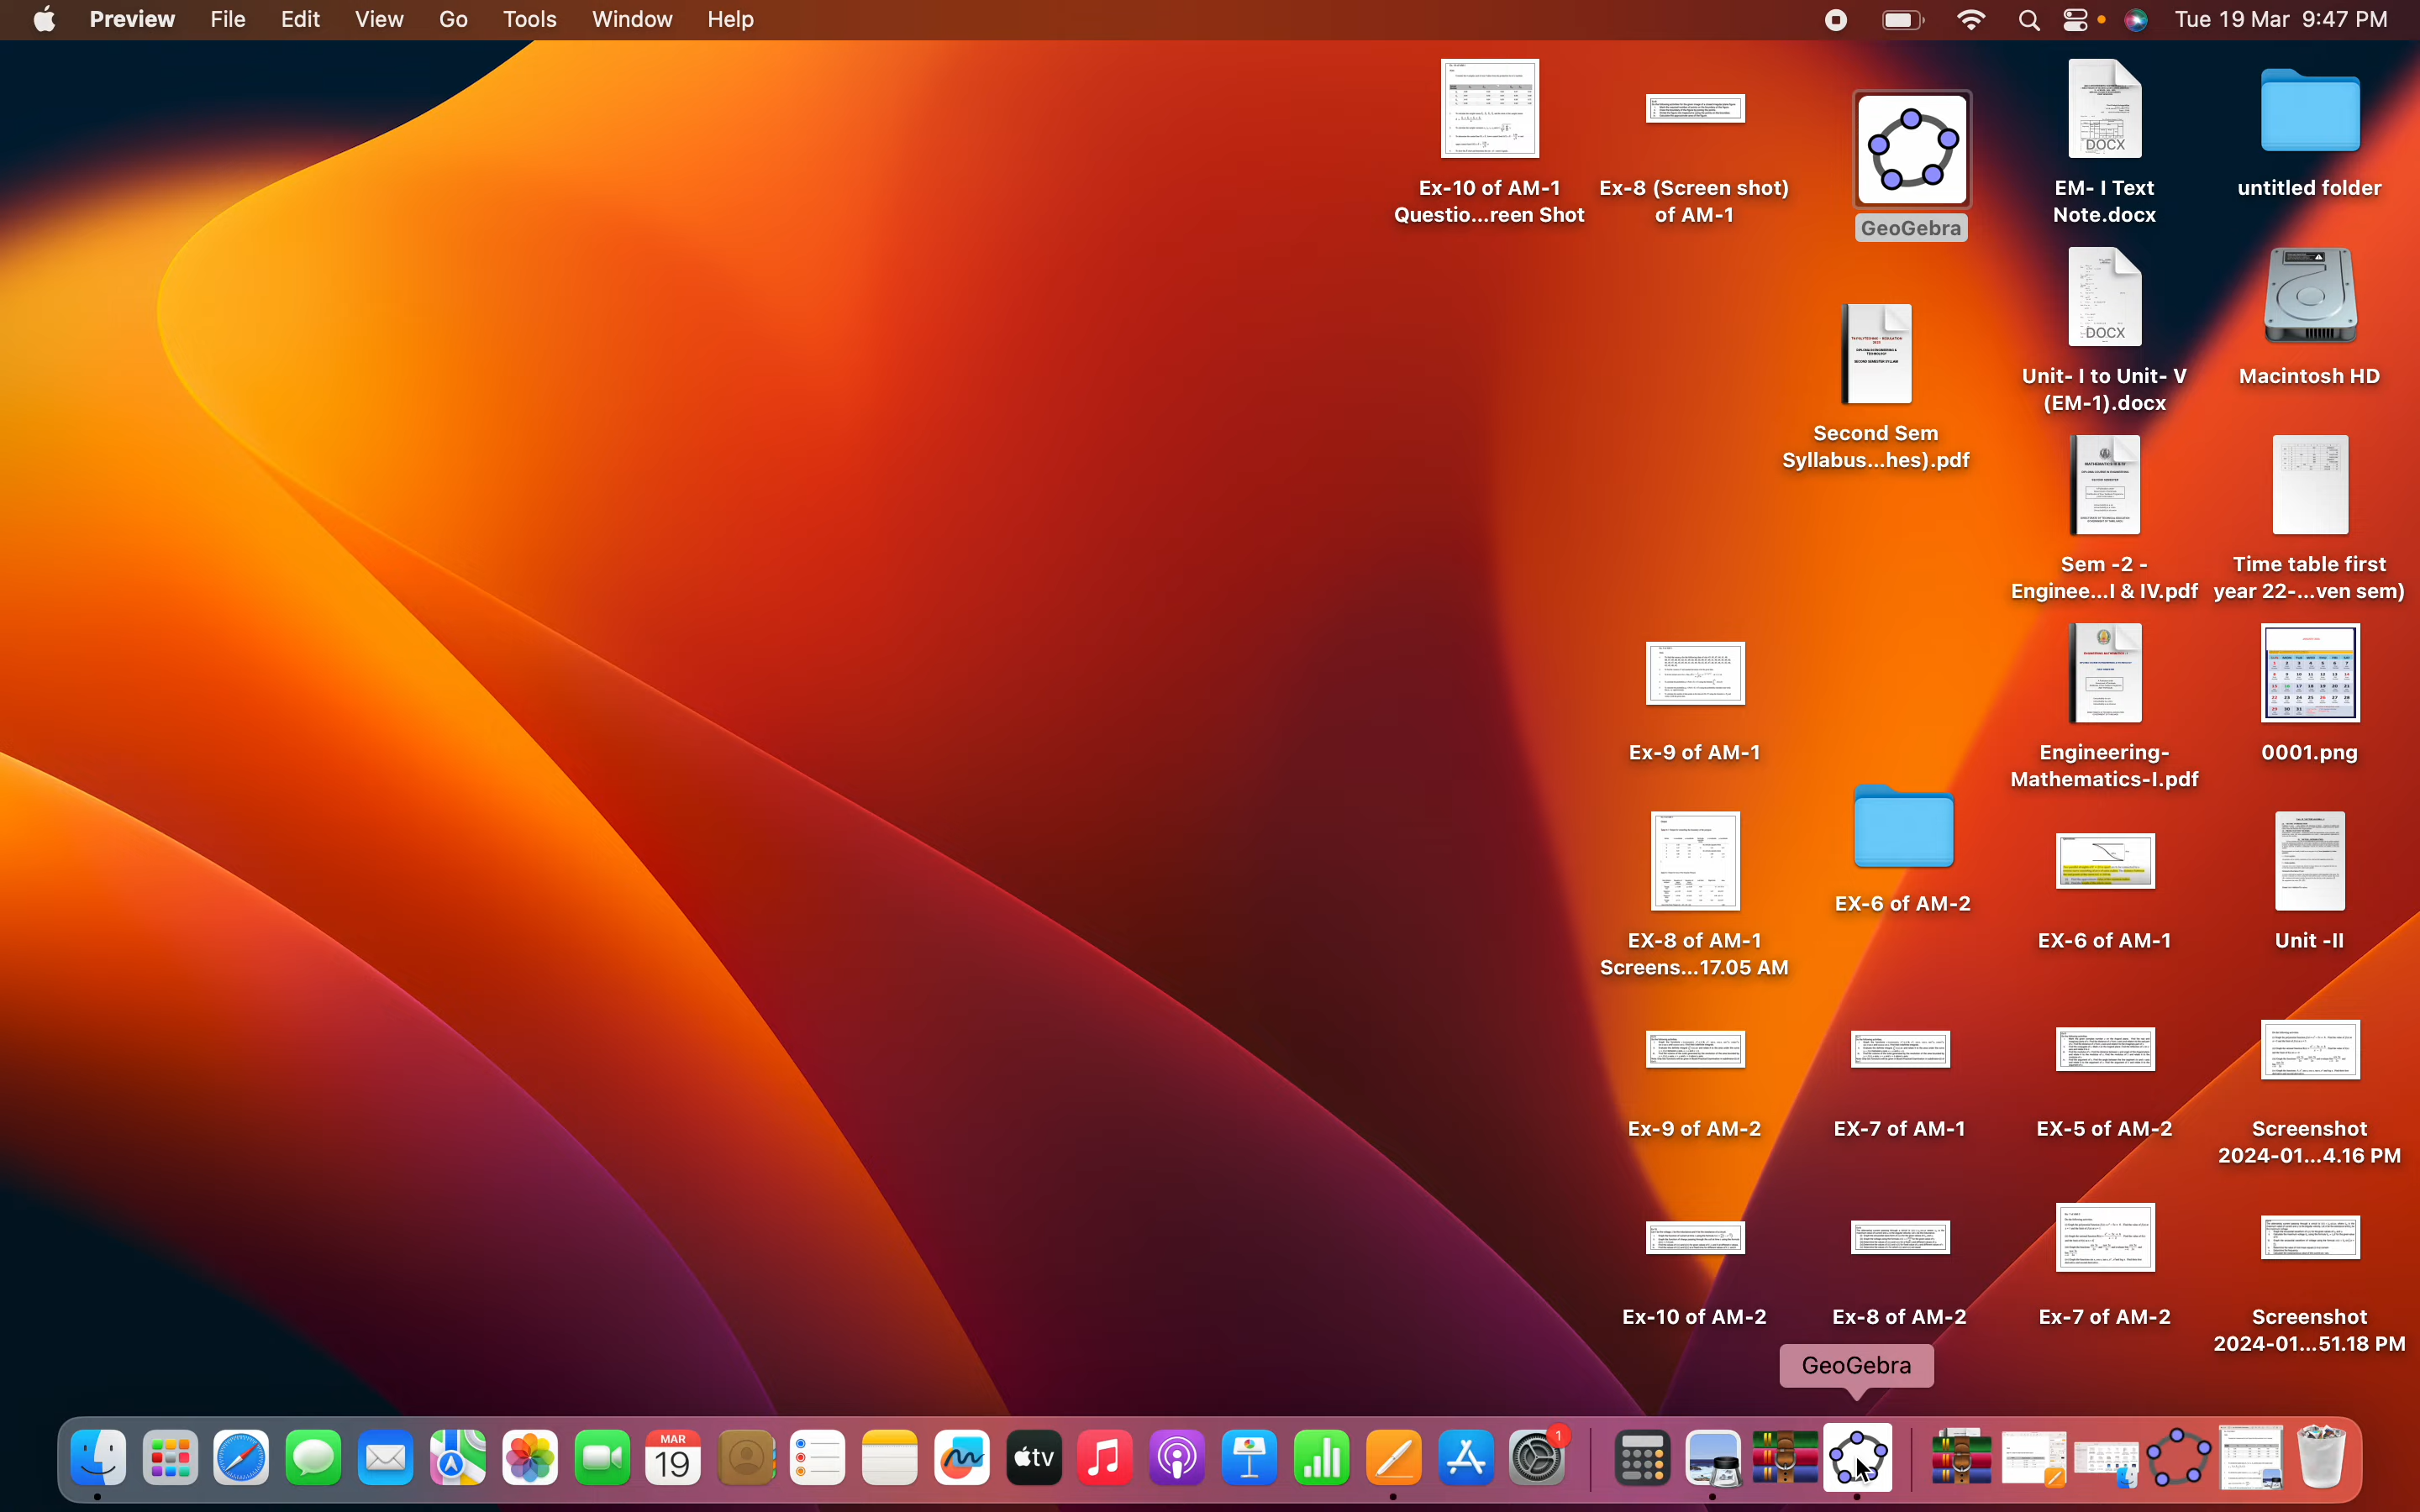 Preview File Edit View Go Tools Window Help
Tue 19 Mar 9:47 PM
Ex-10 of AM-1
Questio...reen Shot
Ex-8 (Screen shot)
of AM-1
GeoGebra
DOCX
EM- I Text
Note.docx
untitled folder
Second Sem
Syllabus...hes).pdf
DOCX
Unit- I to Unit- V
(EM-1).docx
Macintosh HD
Sem -2 -
Enginee...I & IV.pdf
Time table first
year 22-...ven sem)
Ex-9 of AM-1
Engineering-
Mathematics-I.pdf
0001.png
EX-8 of AM-1
Screens...17.05 AM
EX-6 of AM-2
EX-6 of AM-1
Unit -II
Ex-9 of AM-2
EX-7 of AM-1
EX-5 of AM-2
Screenshot
2024-01...4.16 PM
Ex-10 of AM-2
Ex-8 of AM-2
Ex-7 of AM-2
Screenshot
2024-01...51.18 PM
GeoGebra
MAR
19
tv
1